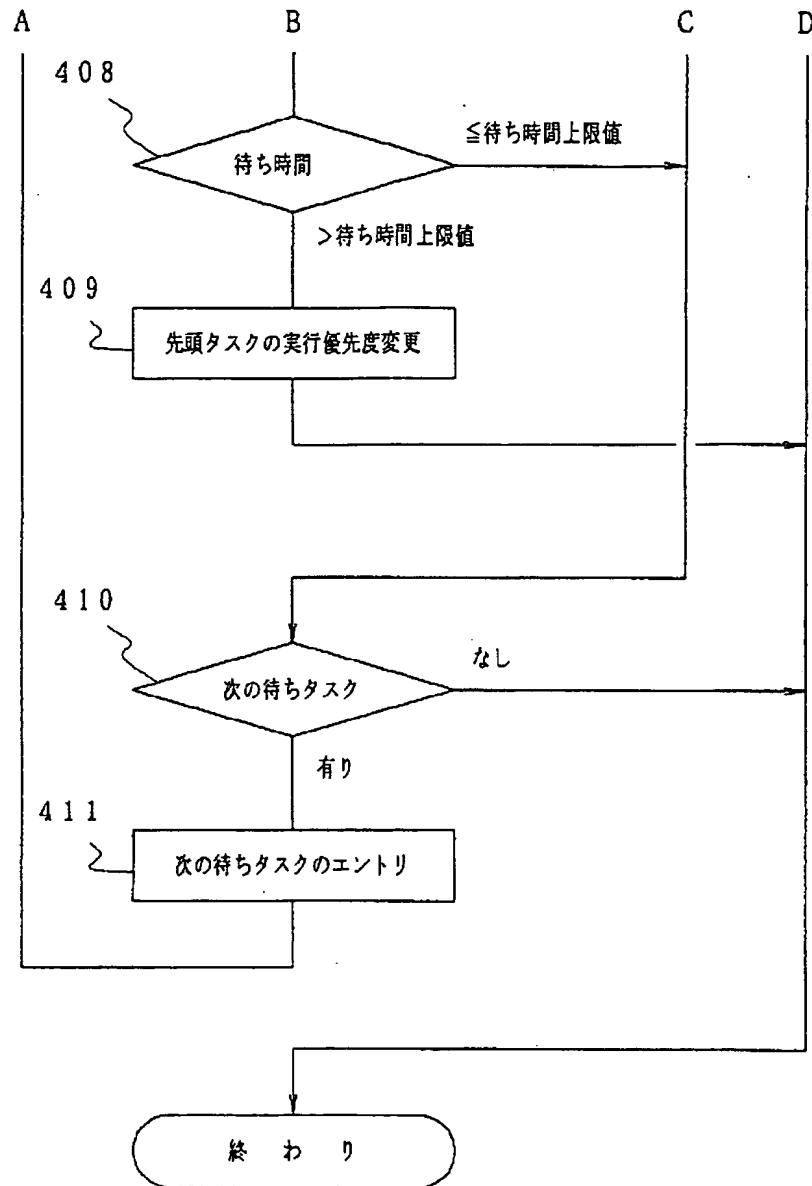 A B C D
408
≦待ち時間上限値
待ち時間
>待ち時間上限値
409
先頭タスクの実行優先度変更
410
なし
次の待ちタスク
有り
411
次の待ちタスクのエントリ
終わり